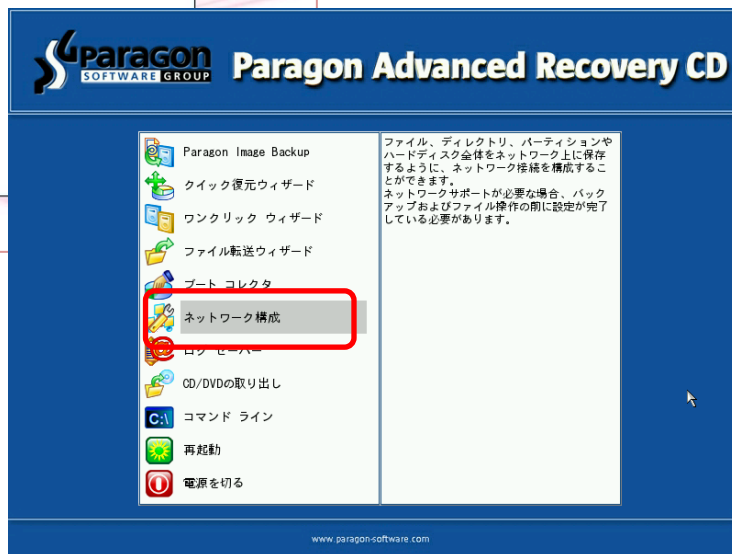 Paragon
SOFTWARE GROUP
Paragon Advanced Recovery CD
Paragon Image Backup
クイック復元ウィザード
ワンクリック ウィザード
ファイル転送ウィザード
ブート コレクタ
ネットワーク構成
ログ セーバー
CD/DVDの取り出し
C:\
コマンド ライン
再起動
電源を切る
ファイル、ディレクトリ、パーティションや
ハードディスク全体をネットワーク上に保存
するように、ネットワーク接続を構成するこ
とができます。
ネットワークサポートが必要な場合、バック
アップおよびファイル操作の前に設定が完了
している必要があります。
www.paragon-software.com